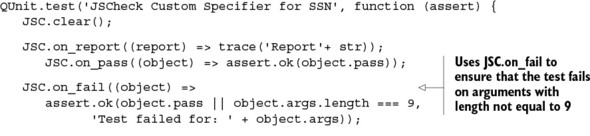 QUnit.test('JSCheck Custom Specifier for SSN', function (assert) {
JSC.clear();
JSC.on_report((report) => trace('Report'+ str));
JSC.on_pass((object) => assert.ok(object.pass));
JSC.on_fail((object) =>
assert.ok(object.pass || object.args.length === 9,
'Test failed for: ' + object.args));
Uses JSC.on_fail to
ensure that the test fails
on arguments with
length not equal to 9